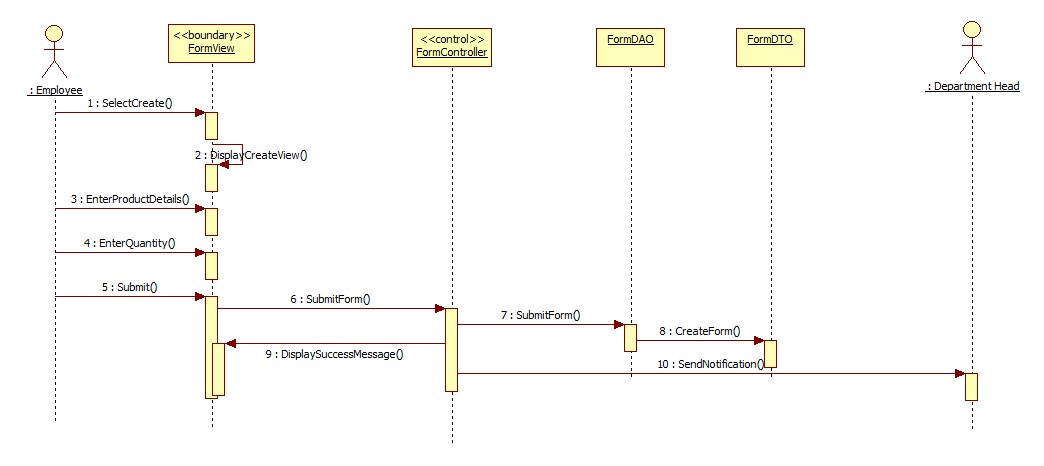 <<boundary>>
FormView
<<control>>
FormController
FormDAO
FormDTO
: Employee
: Department Head
1 : SelectCreate()
2 : DisplayCreateView()
3 : EnterProductDetails()
4 : EnterQuantity()
5 : Submit()
6 : SubmitForm()
7 : SubmitForm()
8 : CreateForm()
9 : DisplaySuccessMessage()
10 : SendNotification()